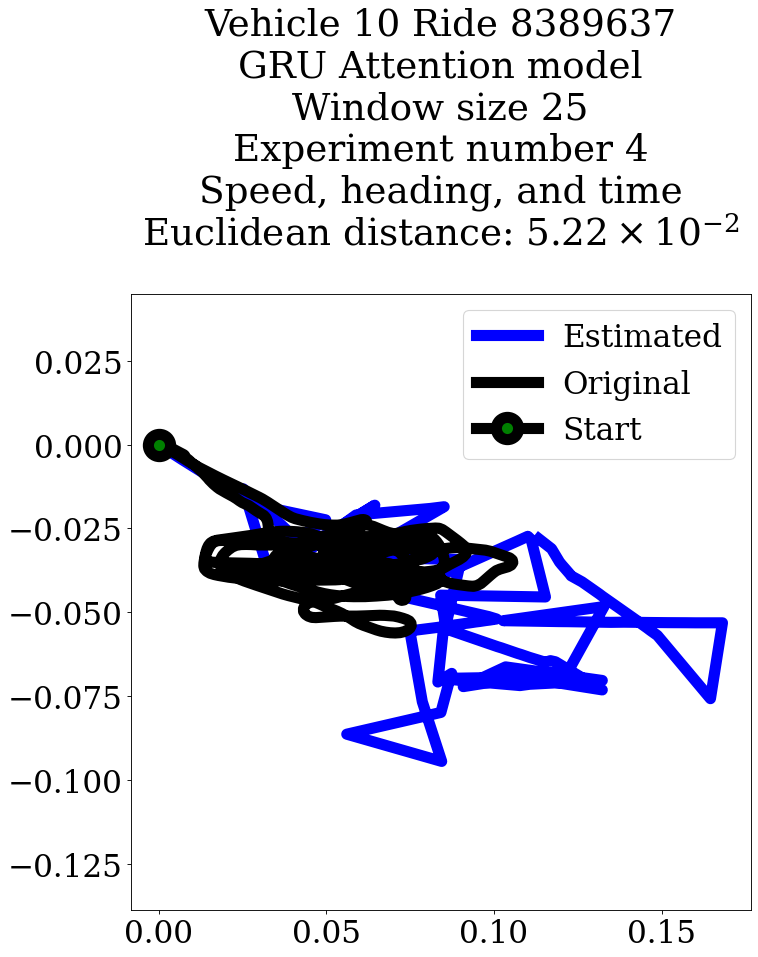 Vehicle 10 Ride 8389637
GRU Attention model
Window size 25
Experiment number 4
Speed, heading, and time
Euclidean distance: 5.22 × 10⁻²
Estimated
Original
Start
0.025
0.000
−0.025
−0.050
−0.075
−0.100
−0.125
0.00 0.05 0.10 0.15